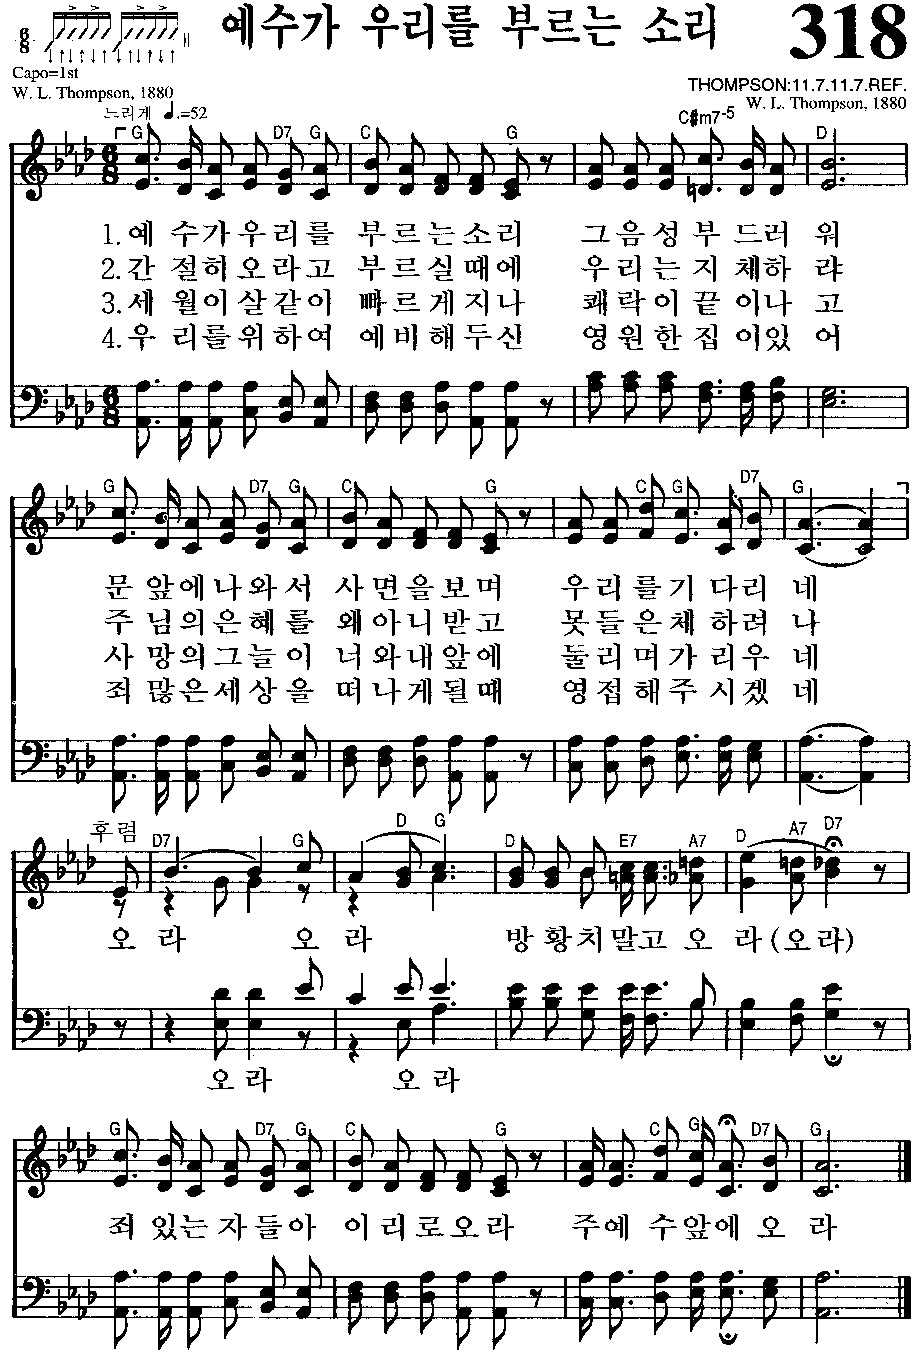 예수가 우리를 부르는 소리 318
6/8
Capo=1st
THOMPSON:11.7.11.7.REF.
W. L. Thompson, 1880
W. L. Thompson, 1880
느리게 ♩.=52
G D7 G C G C#m7-5 D
1.예 수가우리를 부르는소리 그음성부드러 워
2.간 절히오라고 부르실때에 우리는지체하 랴
3.세 월이살같이 빠르게지나 쾌락이끝이나 고
4.우 리를위하여 예비해두신 영원한집이있 어
G D7 G C G C G D7 G
문 앞에나와서 사면을보며 우리를기다리 네
주 님의은혜를 왜아니받고 못들은체하려 나
사 망의그늘이 너와내앞에 둘리며가리우 네
죄 많은세상을 떠나게될때 영접해주시겠 네
후렴
D7 G D G D E7 A7 D A7 D7
오 라 오 라 방황치말고 오 라(오라)
오 라 오 라
G D7 G C G C G D7 G
죄 있는자들아 이리로오라 주예수앞에오 라